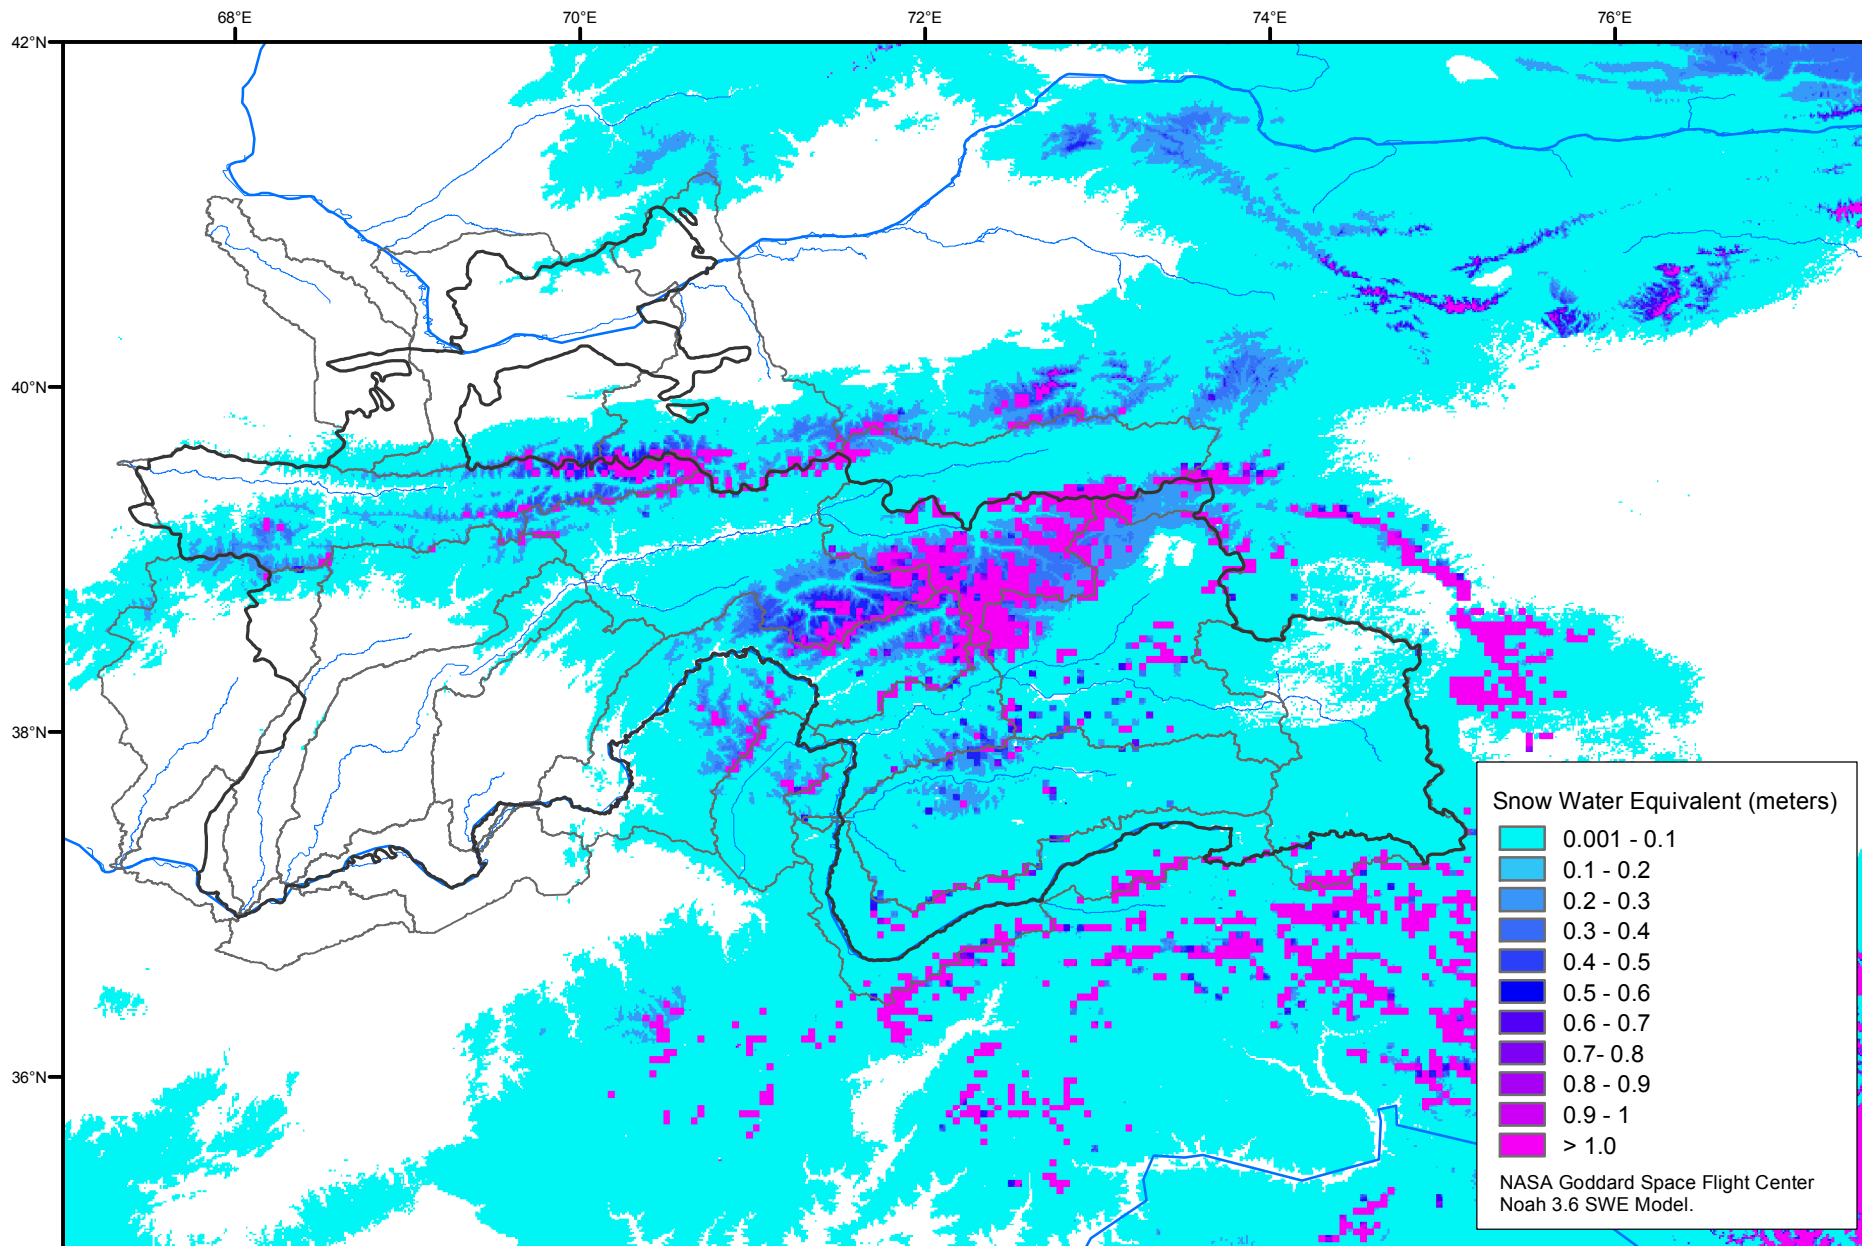 68°E
70°E
72°E
74°E
76°E
42°N
40°N
38°N
36°N
Snow Water Equivalent (meters)
0.001 - 0.1
0.1 - 0.2
0.2 - 0.3
0.3 - 0.4
0.4 - 0.5
0.5 - 0.6
0.6 - 0.7
0.7- 0.8
0.8 - 0.9
0.9 - 1
> 1.0
NASA Goddard Space Flight Center
Noah 3.6 SWE Model.